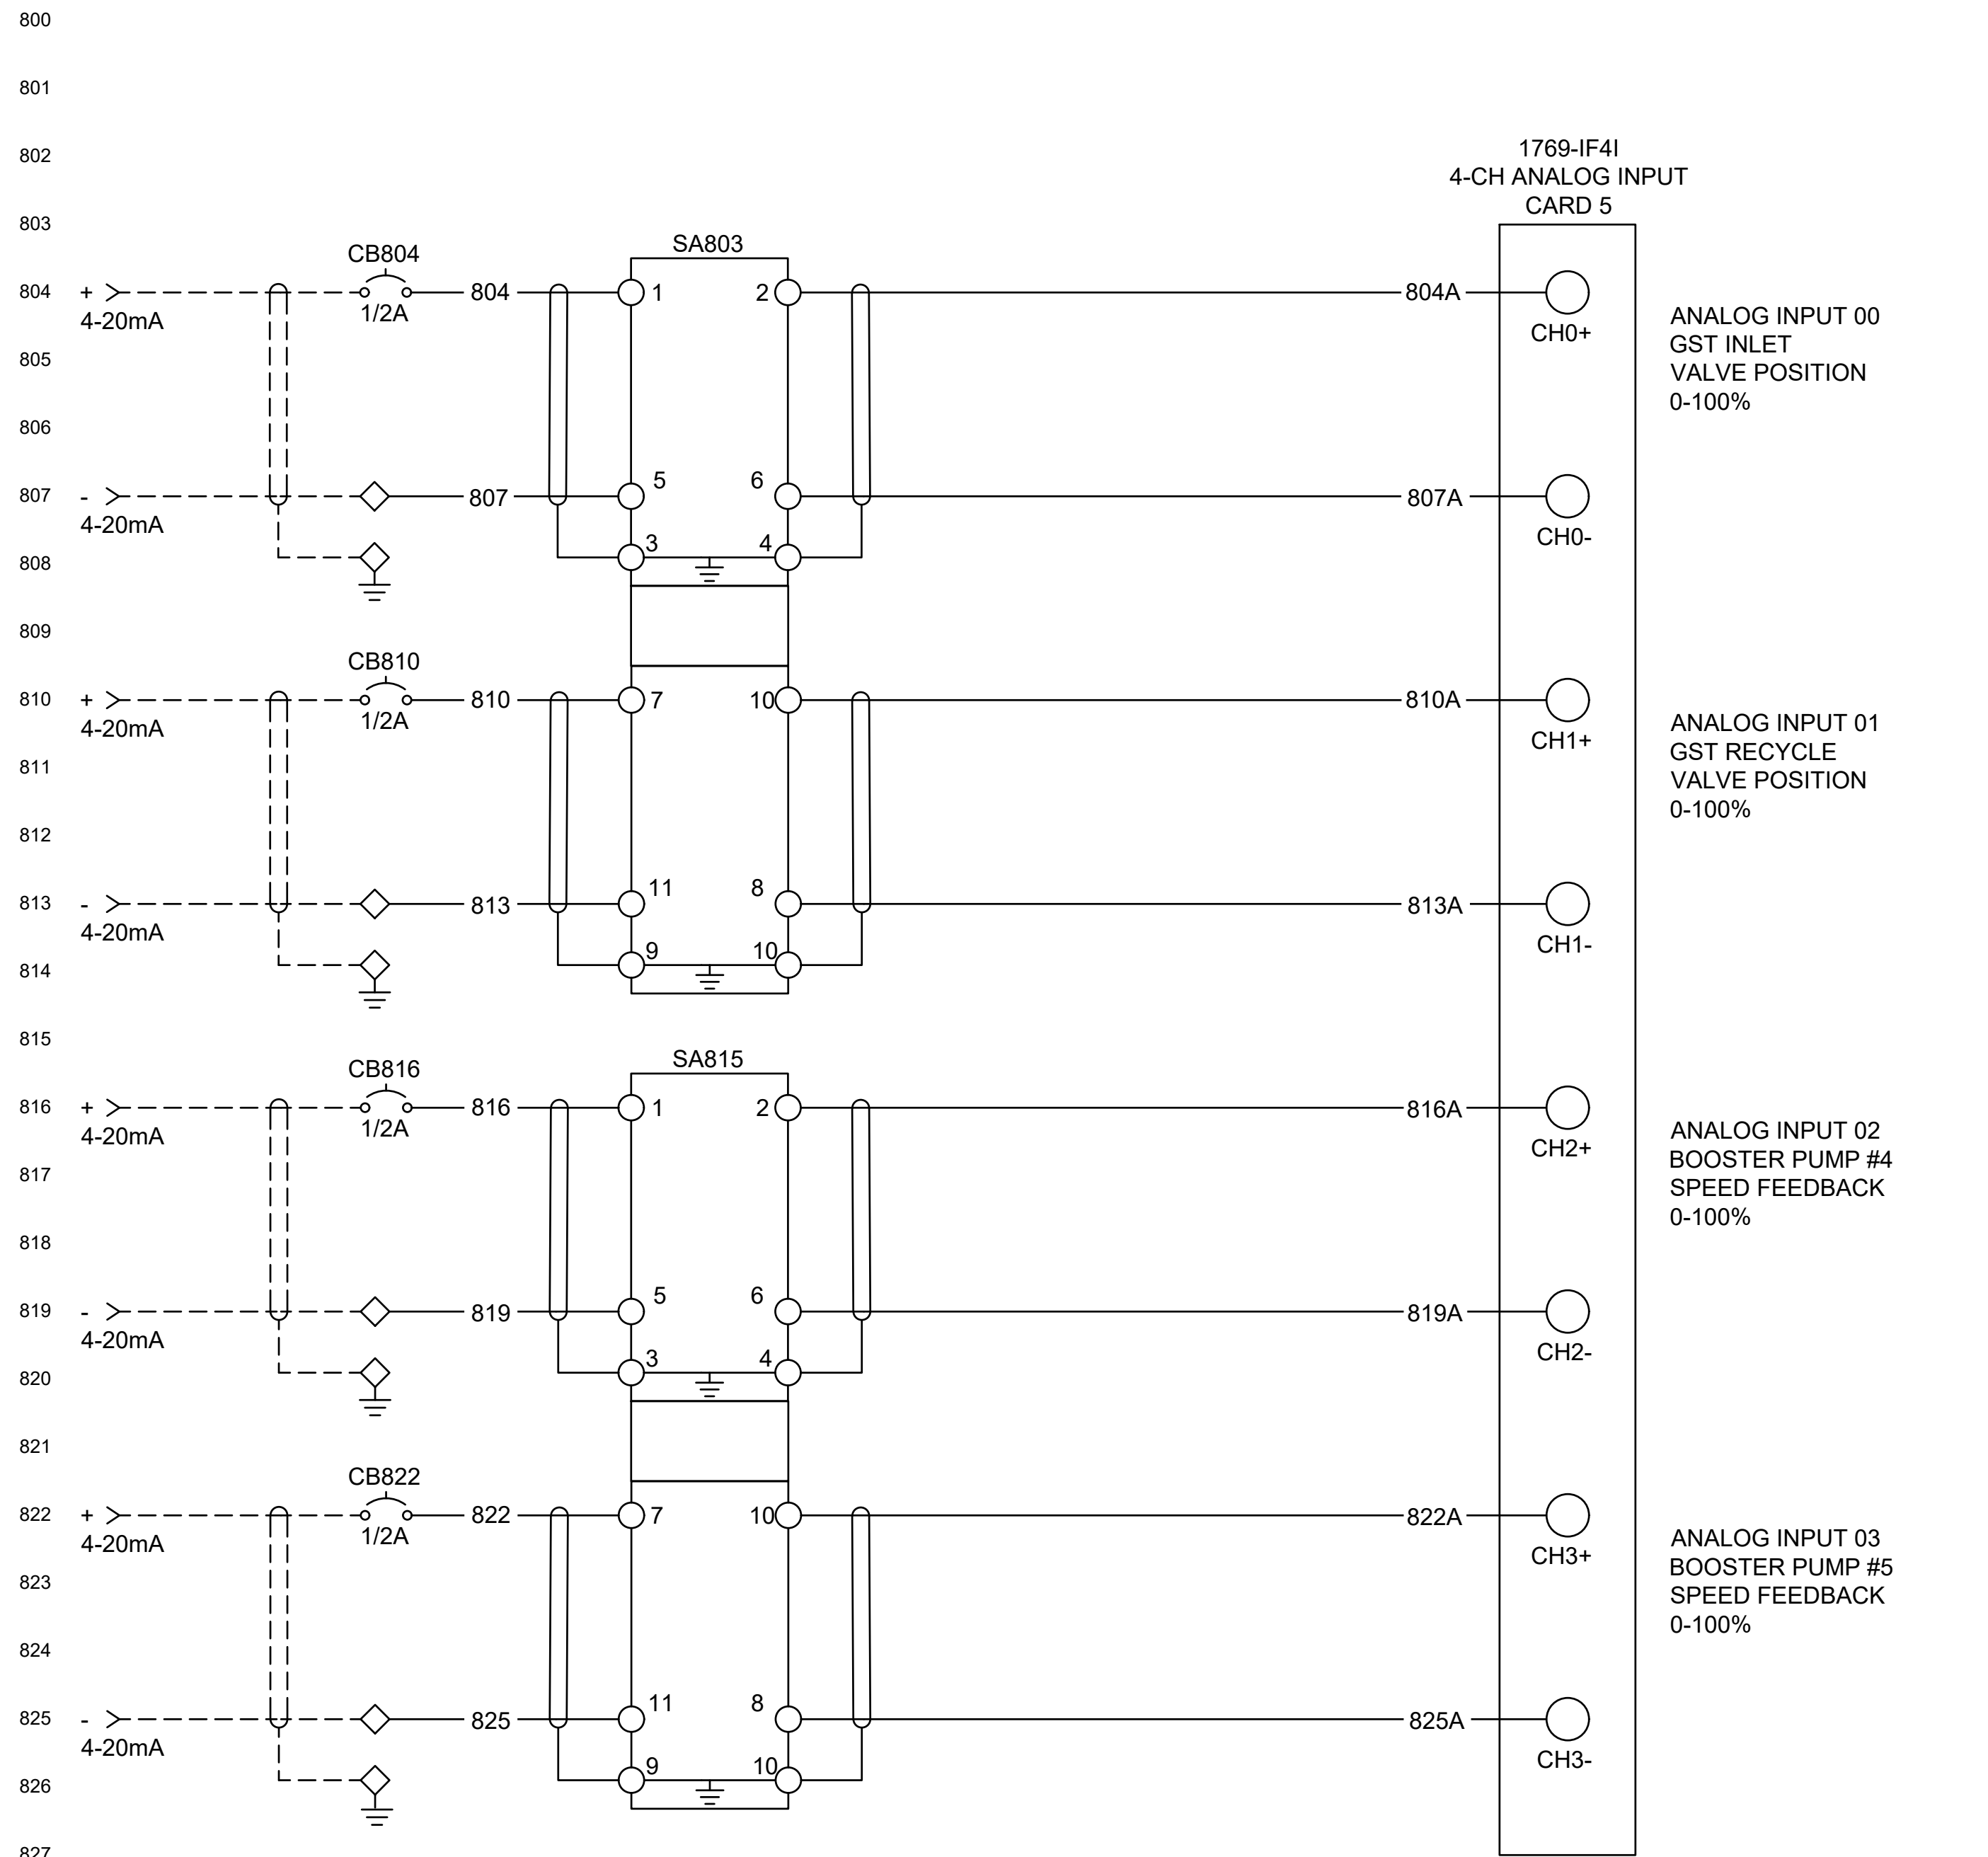 800
801
802
1769-IF4I
4-CH ANALOG INPUT
CARD 5
803
SA803
CB804
804 + 804 1 2 804A
1/2A
4-20mA
CH0+
ANALOG INPUT 00
GST INLET
VALVE POSITION
0-100%
805
806
5 6
807 - 807 807A
4-20mA
CH0-
3 4
808
809
CB810
810 + 810 7 10 810A
1/2A
4-20mA
CH1+
ANALOG INPUT 01
GST RECYCLE
VALVE POSITION
0-100%
811
812
11 8
813 - 813 813A
4-20mA
CH1-
9 10
814
815
SA815
CB816
816 + 816 1 2 816A
1/2A
4-20mA
CH2+
ANALOG INPUT 02
BOOSTER PUMP #4
SPEED FEEDBACK
0-100%
817
818
5 6
819 - 819 819A
4-20mA
CH2-
3 4
820
821
CB822
822 + 822 7 10 822A
1/2A
4-20mA
CH3+
ANALOG INPUT 03
BOOSTER PUMP #5
SPEED FEEDBACK
0-100%
823
824
11 8
825 - 825 825A
4-20mA
CH3-
9 10
826
827